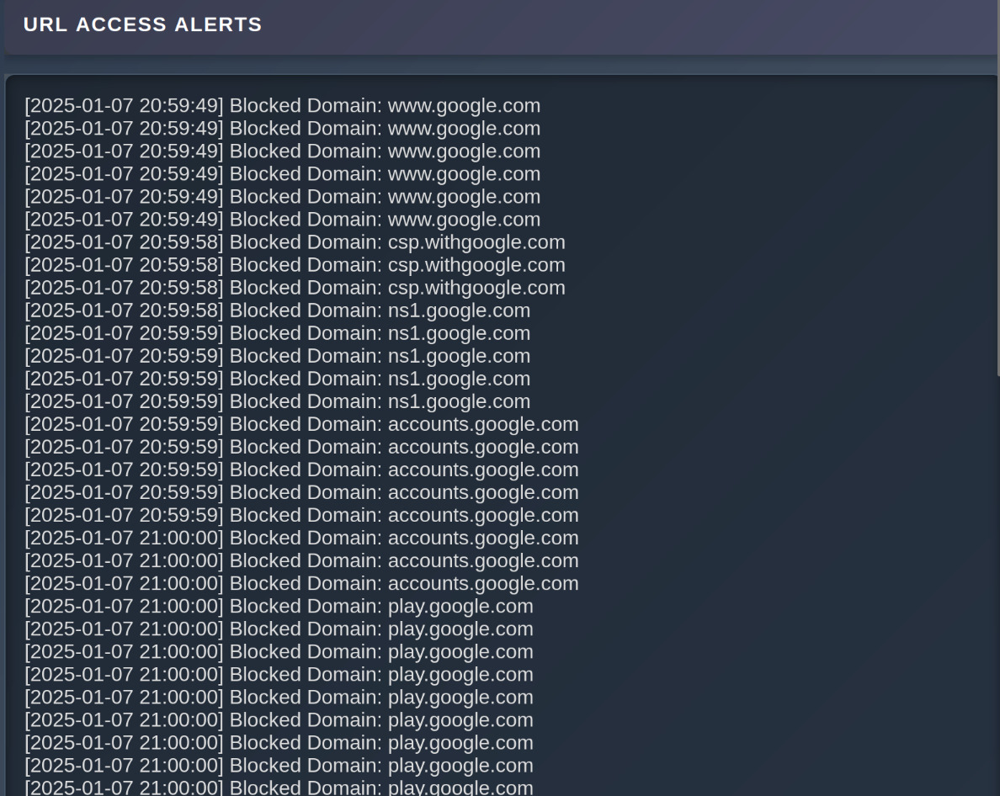 URL ACCESS ALERTS
[2025-01-07 20:59:49] Blocked Domain: www.google.com
[2025-01-07 20:59:49] Blocked Domain: www.google.com
[2025-01-07 20:59:49] Blocked Domain: www.google.com
[2025-01-07 20:59:49] Blocked Domain: www.google.com
[2025-01-07 20:59:49] Blocked Domain: www.google.com
[2025-01-07 20:59:49] Blocked Domain: www.google.com
[2025-01-07 20:59:58] Blocked Domain: csp.withgoogle.com
[2025-01-07 20:59:58] Blocked Domain: csp.withgoogle.com
[2025-01-07 20:59:58] Blocked Domain: csp.withgoogle.com
[2025-01-07 20:59:58] Blocked Domain: ns1.google.com
[2025-01-07 20:59:59] Blocked Domain: ns1.google.com
[2025-01-07 20:59:59] Blocked Domain: ns1.google.com
[2025-01-07 20:59:59] Blocked Domain: ns1.google.com
[2025-01-07 20:59:59] Blocked Domain: ns1.google.com
[2025-01-07 20:59:59] Blocked Domain: accounts.google.com
[2025-01-07 20:59:59] Blocked Domain: accounts.google.com
[2025-01-07 20:59:59] Blocked Domain: accounts.google.com
[2025-01-07 20:59:59] Blocked Domain: accounts.google.com
[2025-01-07 20:59:59] Blocked Domain: accounts.google.com
[2025-01-07 21:00:00] Blocked Domain: accounts.google.com
[2025-01-07 21:00:00] Blocked Domain: accounts.google.com
[2025-01-07 21:00:00] Blocked Domain: accounts.google.com
[2025-01-07 21:00:00] Blocked Domain: play.google.com
[2025-01-07 21:00:00] Blocked Domain: play.google.com
[2025-01-07 21:00:00] Blocked Domain: play.google.com
[2025-01-07 21:00:00] Blocked Domain: play.google.com
[2025-01-07 21:00:00] Blocked Domain: play.google.com
[2025-01-07 21:00:00] Blocked Domain: play.google.com
[2025-01-07 21:00:00] Blocked Domain: play.google.com
[2025-01-07 21:00:00] Blocked Domain: play.google.com
[2025-01-07 21:00:00] Blocked Domain: play.google.com